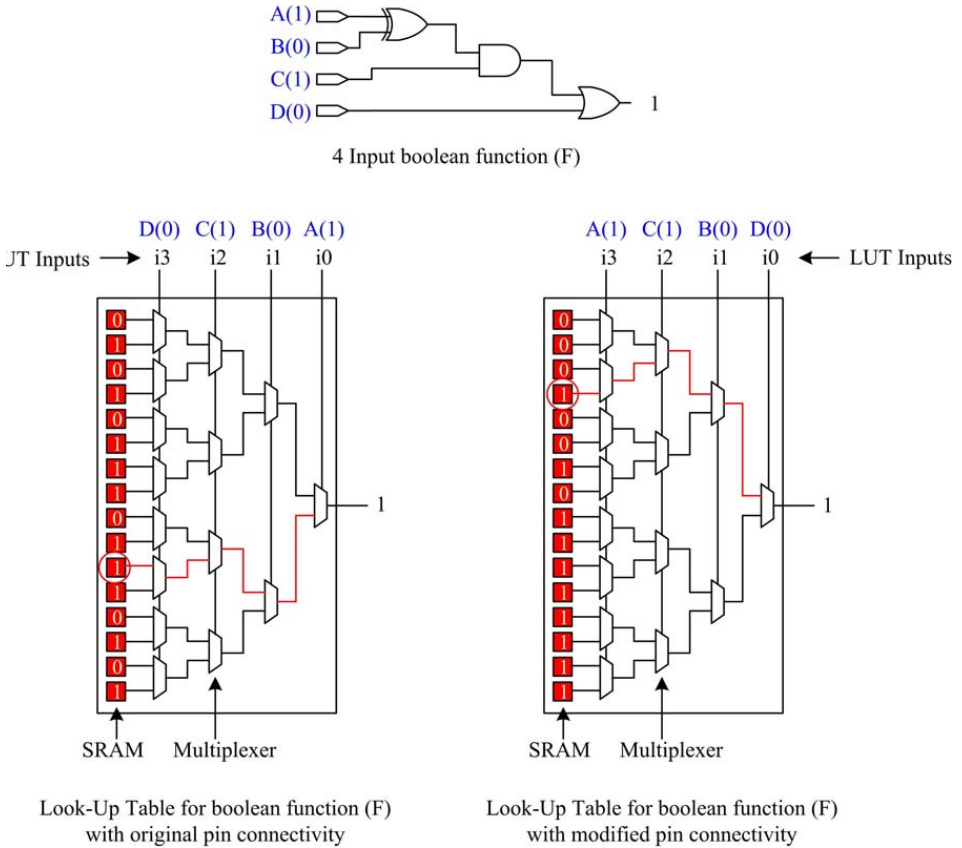 A(1)
B(0)
C(1)
D(0)
1
4 Input boolean function (F)
D(0) C(1) B(0) A(1)
UT Inputs i3 i2 i1 i0
0
1
0
1
0
1
1
1
0
1
1
1
0
1
0
1
1
SRAM Multiplexer
Look-Up Table for boolean function (F)
with original pin connectivity
A(1) C(1) B(0) D(0)
i3 i2 i1 i0 LUT Inputs
0
0
0
1
0
1
0
0
1
1
1
1
1
1
1
1
1
SRAM Multiplexer
Look-Up Table for boolean function (F)
with modified pin connectivity